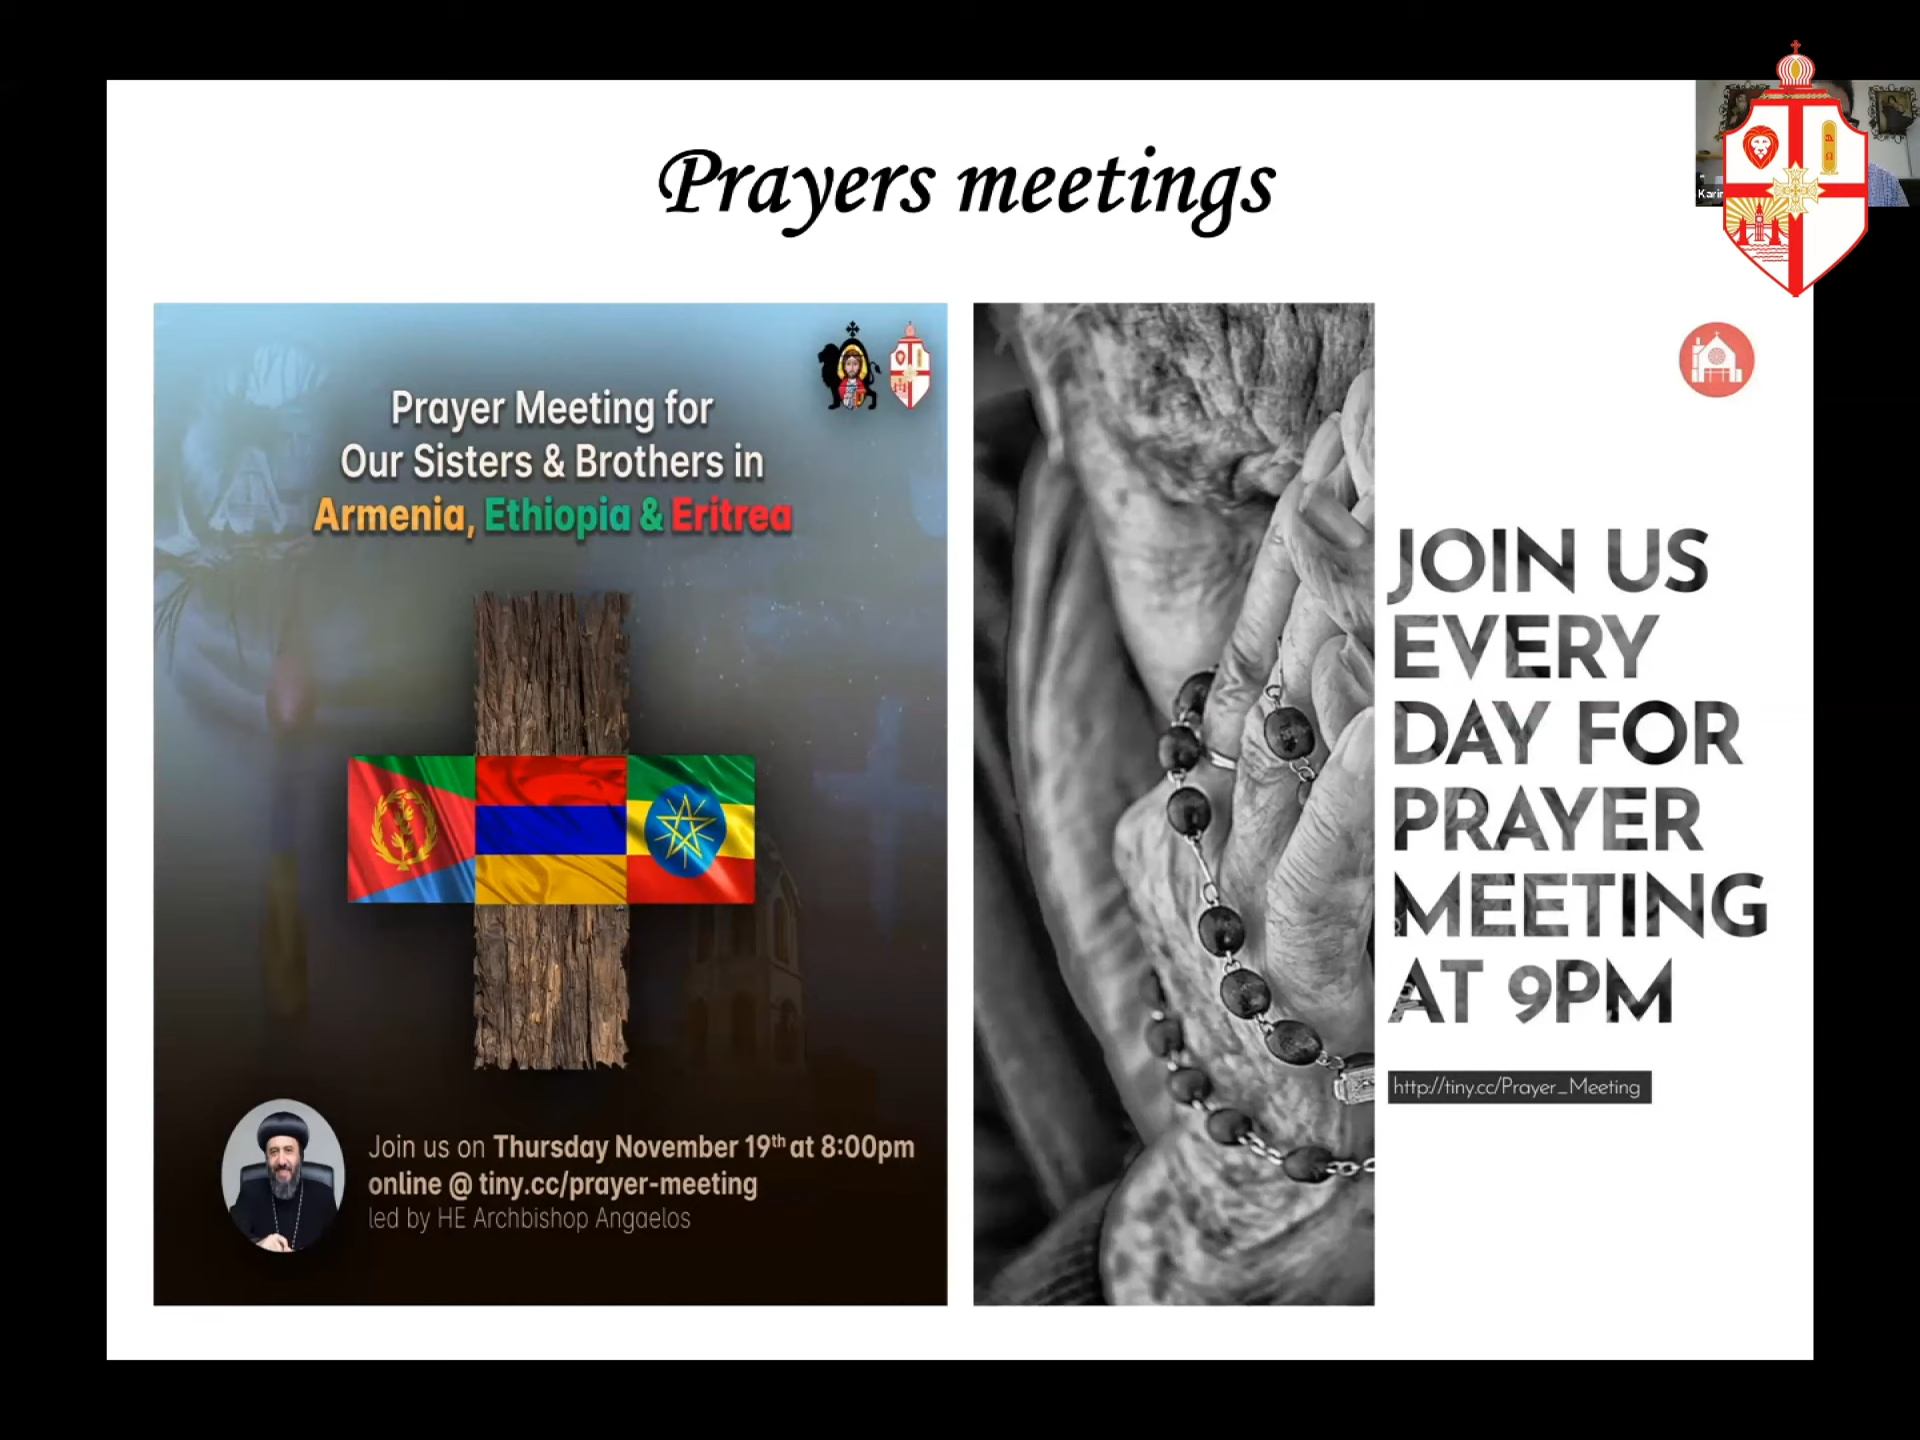 Prayers meetings
Prayer Meeting for
Our Sisters & Brothers in
Armenia, Ethiopia & Eritrea
Join us on Thursday November 19th at 8:00pm
online @ tiny.cc/prayer-meeting
led by HE Archbishop Angaelos
JOIN US
EVERY
DAY FOR
PRAYER
MEETING
AT 9PM
http://tiny.cc/Prayer_Meeting